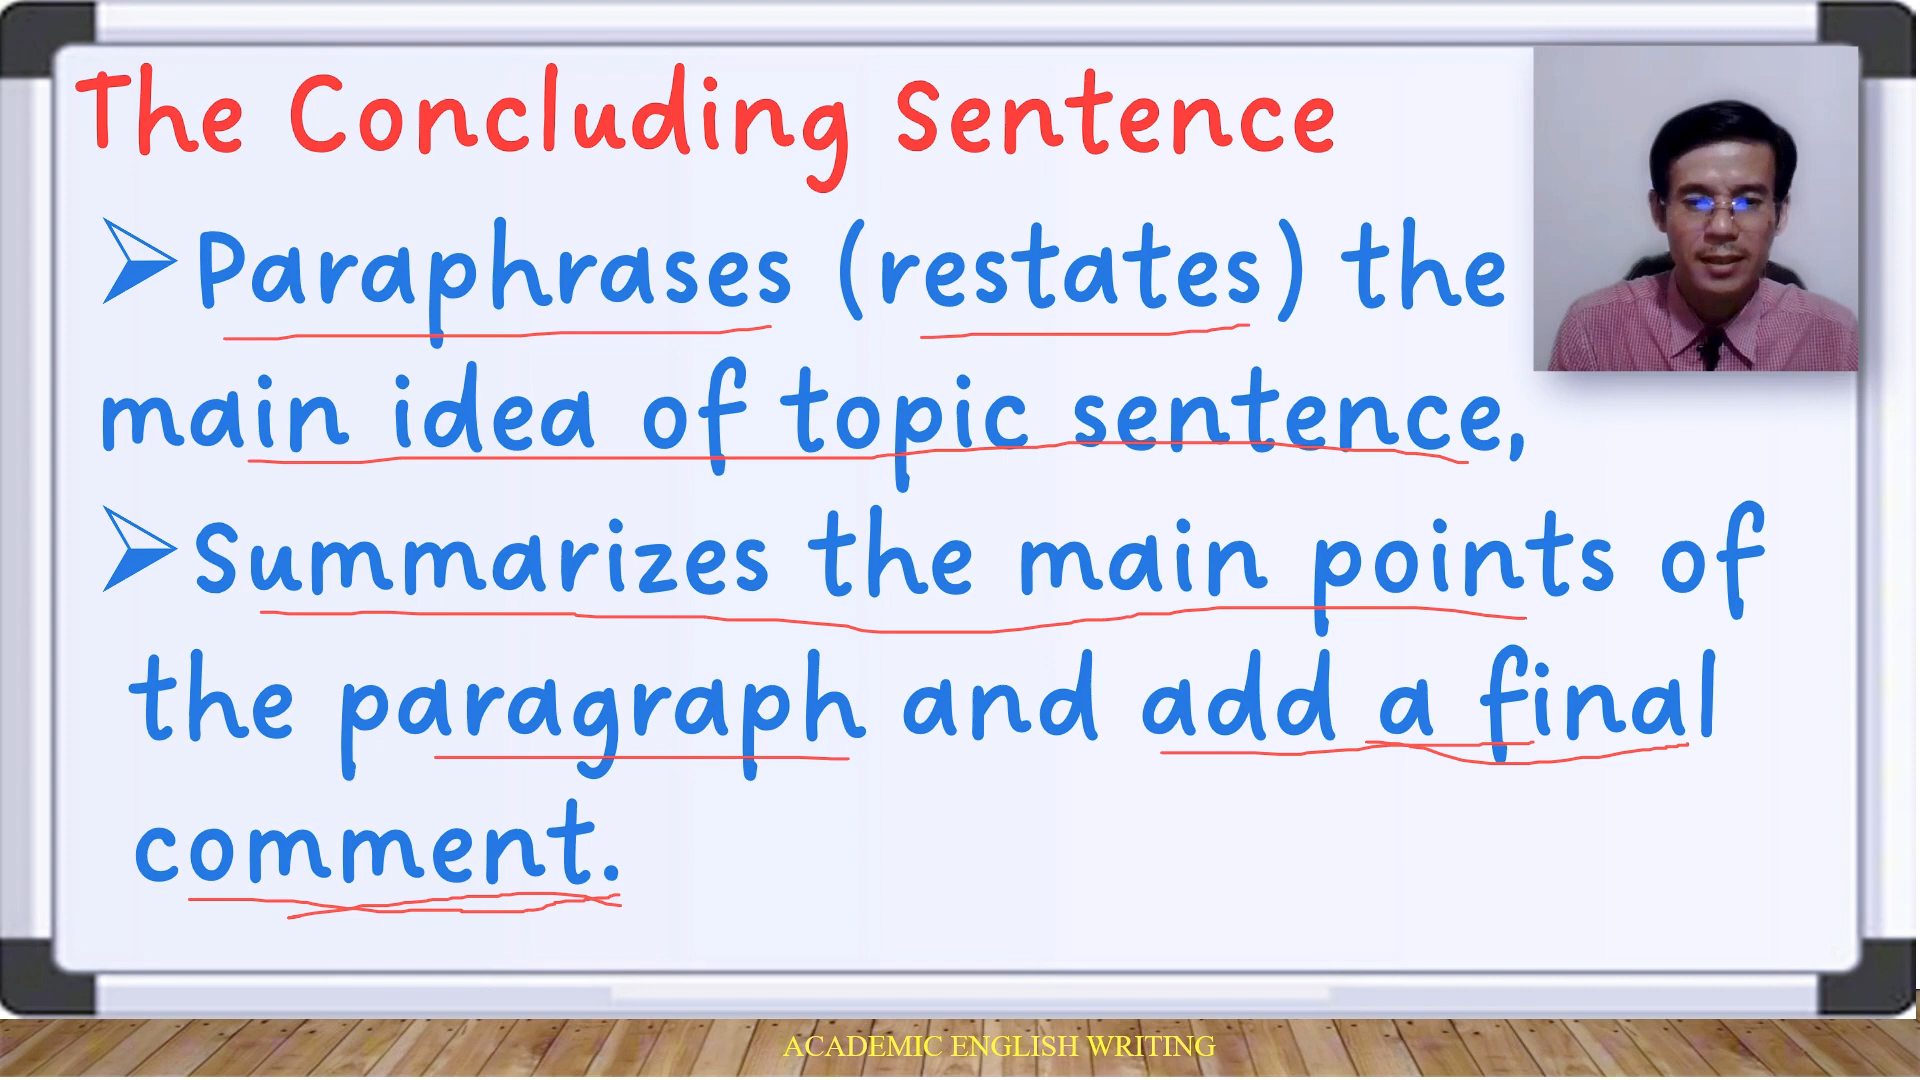 The Concluding Sentence
Paraphrases (restates) the
main idea of topic sentence,
Summarizes the main points of
the paragraph and add a final
comment.
ACADEMIC ENGLISH WRITING